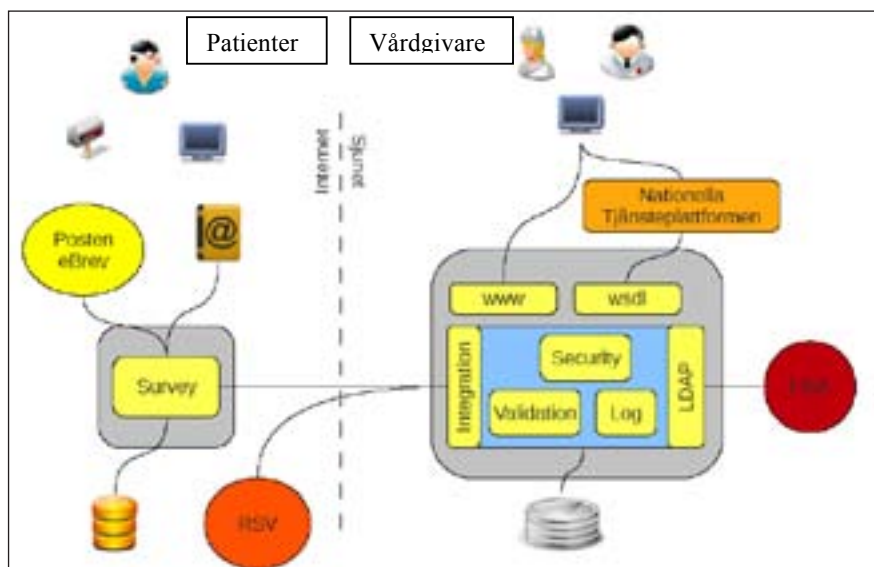 Patienter
Vårdgivare
Internet
Sjunet
Nationella
Tjänsteplattformen
Posten
eBrev
@
www
wsdl
Survey
Integration
Security
Validation
Log
LDAP
RSV